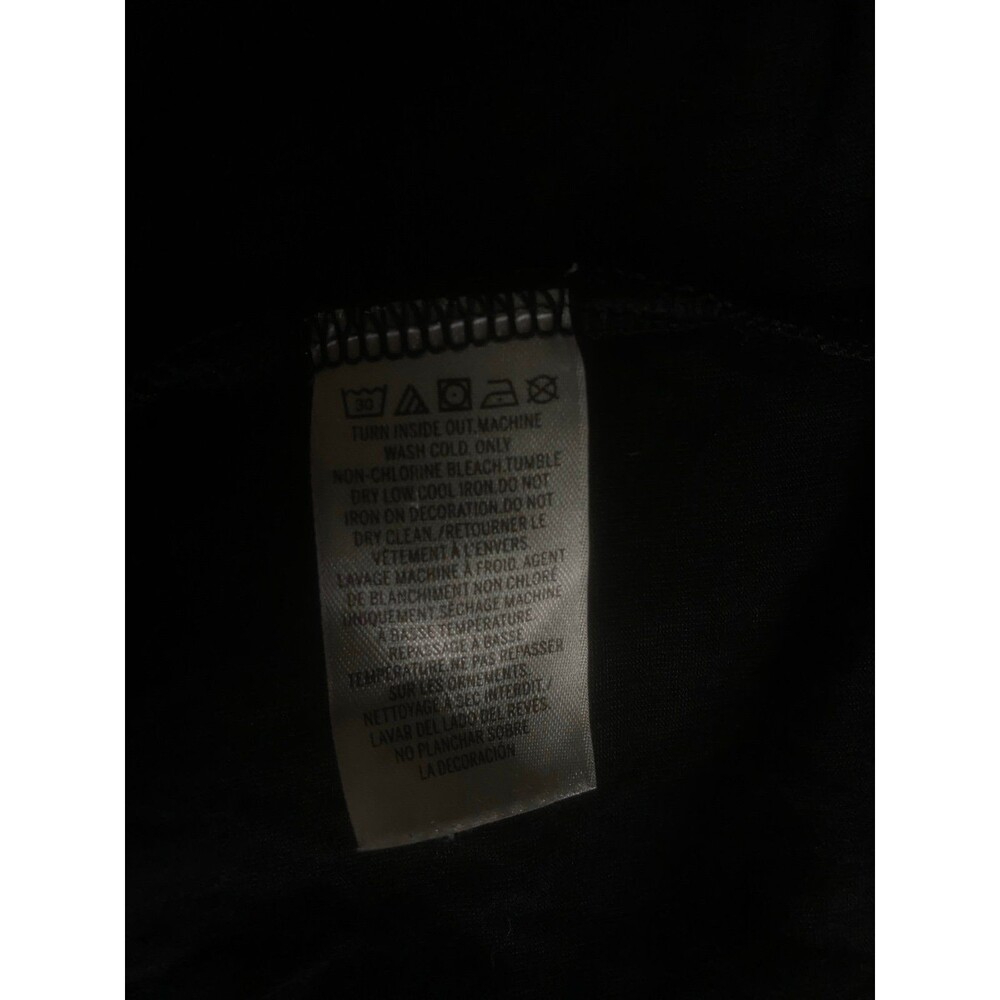 30
TURN INSIDE OUT.MACHINE
WASH COLD. ONLY
NON-CHLORINE BLEACH.TUMBLE
DRY LOW.COOL IRON.DO NOT
IRON ON DECORATION.DO NOT
DRY CLEAN./RETOURNER LE
VÊTEMENT À L'ENVERS.
LAVAGE MACHINE À FROID. AGENT
DE BLANCHIMENT NON CHLORÉ
UNIQUEMENT.SÉCHAGE MACHINE
À BASSE TEMPÉRATURE.
REPASSAGE À BASSE
TEMPÉRATURE.NE PAS REPASSER
SUR LES ORNEMENTS.
NETTOYAGE À SEC INTERDIT./
LAVAR DEL LADO DEL REVÉS.
NO PLANCHAR SOBRE
LA DECORACIÓN